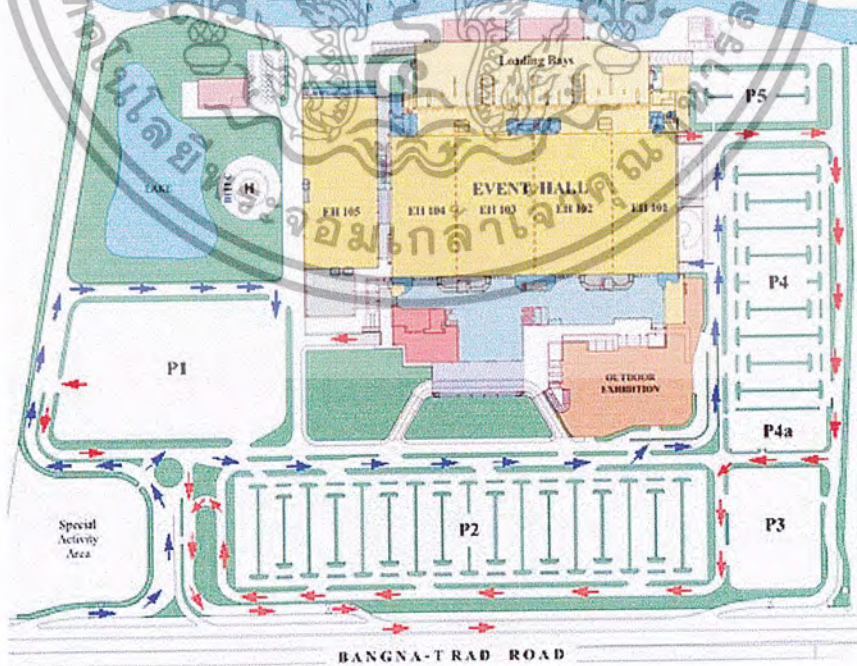 Loading Bays
P5
LAKE
BITEC
H
EVENT HALL
EH 105
EH 104
EH 103
EH 102
EH 101
P4
P1
OUTDOOR
EXHIBITION
P4a
Special
Activity
Area
P2
P3
BANGNA-TRAD ROAD